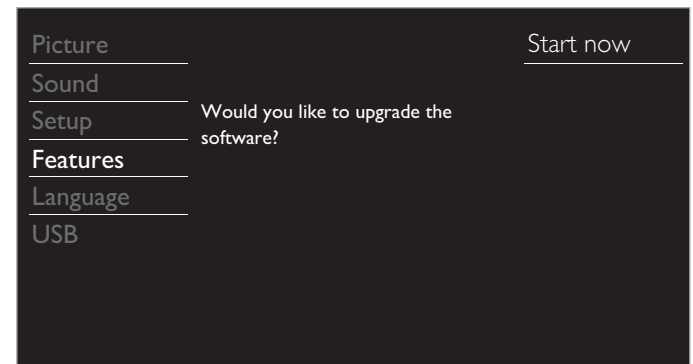 Picture
Sound
Setup
Features
Language
USB
Would you like to upgrade the
software?
Start now